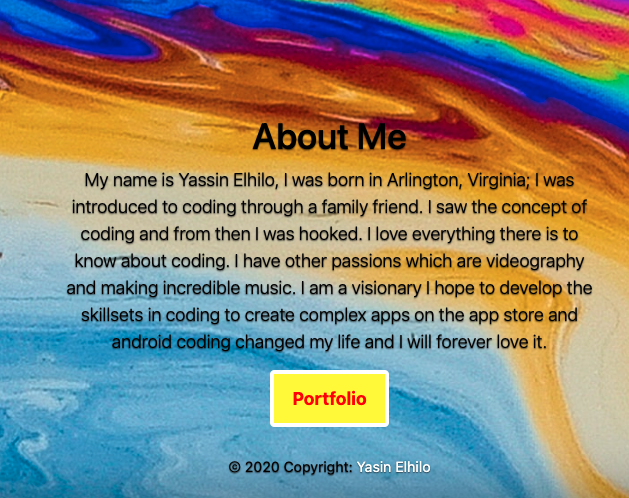 About Me
My name is Yassin Elhilo, I was born in Arlington, Virginia; I was
introduced to coding through a family friend. I saw the concept of
coding and from then I was hooked. I love everything there is to
know about coding. I have other passions which are videography
and making incredible music. I am a visionary I hope to develop the
skillsets in coding to create complex apps on the app store and
android coding changed my life and I will forever love it.
Portfolio
© 2020 Copyright: Yasin Elhilo